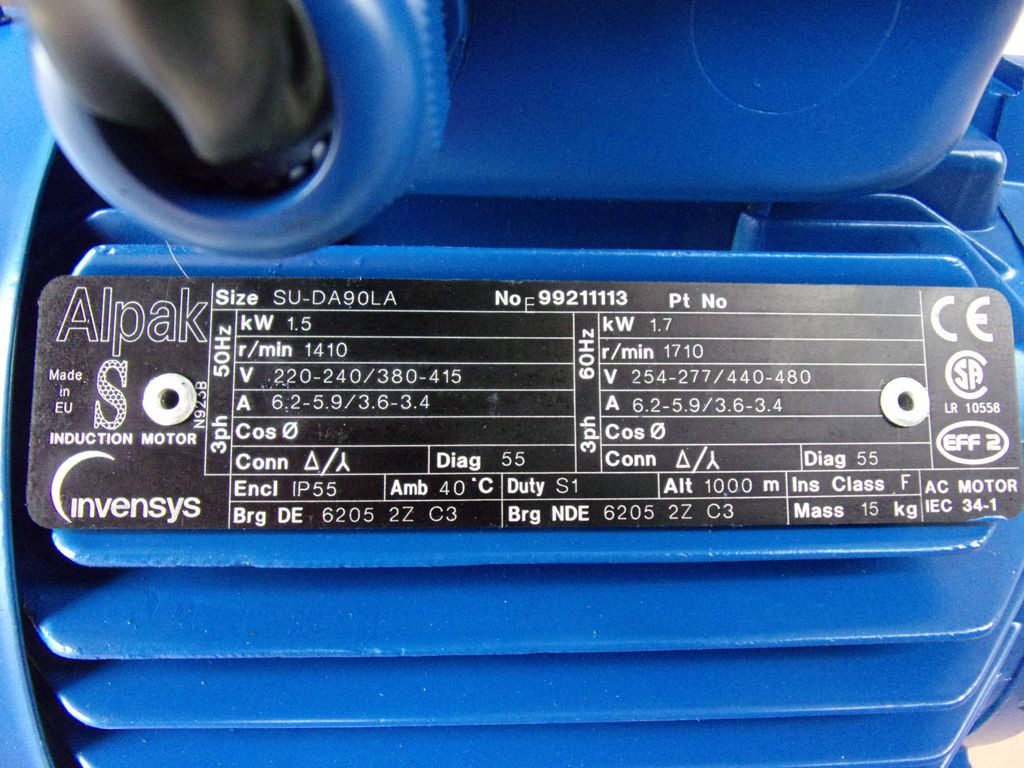 Alpak
Made in EU
S
N923B
INDUCTION MOTOR
invensys
Size SU-DA90LA No E 99211113 Pt No
50Hz 3ph
kW 1.5
r/min 1410
V 220-240/380-415
A 6.2-5.9/3.6-3.4
Cos Ø
Conn Δ/⅄ Diag 55
60Hz 3ph
kW 1.7
r/min 1710
V 254-277/440-480
A 6.2-5.9/3.6-3.4
Cos Ø
Conn Δ/⅄ Diag 55
Encl IP55 Amb 40 °C Duty S1 Alt 1000 m Ins Class F
Brg DE 6205 2Z C3 Brg NDE 6205 2Z C3 Mass 15 kg
CE
SA
LR 10558
EFF 2
AC MOTOR
IEC 34-1